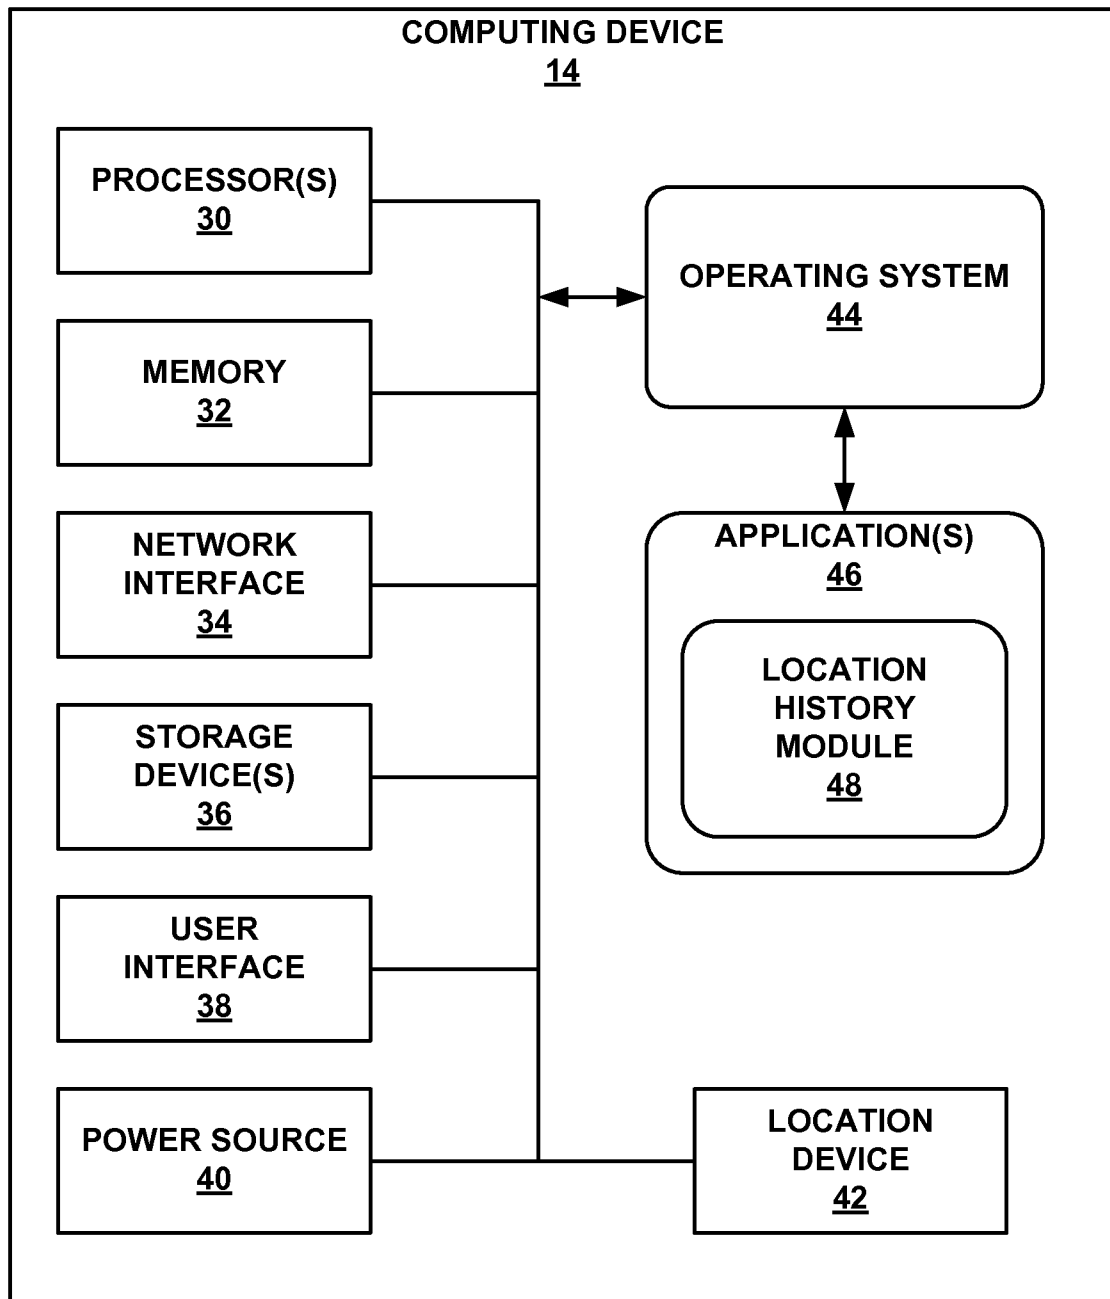 COMPUTING DEVICE
14
PROCESSOR(S)
30
MEMORY
32
NETWORK
INTERFACE
34
STORAGE
DEVICE(S)
36
USER
INTERFACE
38
POWER SOURCE
40
OPERATING SYSTEM
44
APPLICATION(S)
46
LOCATION
HISTORY
MODULE
48
LOCATION
DEVICE
42